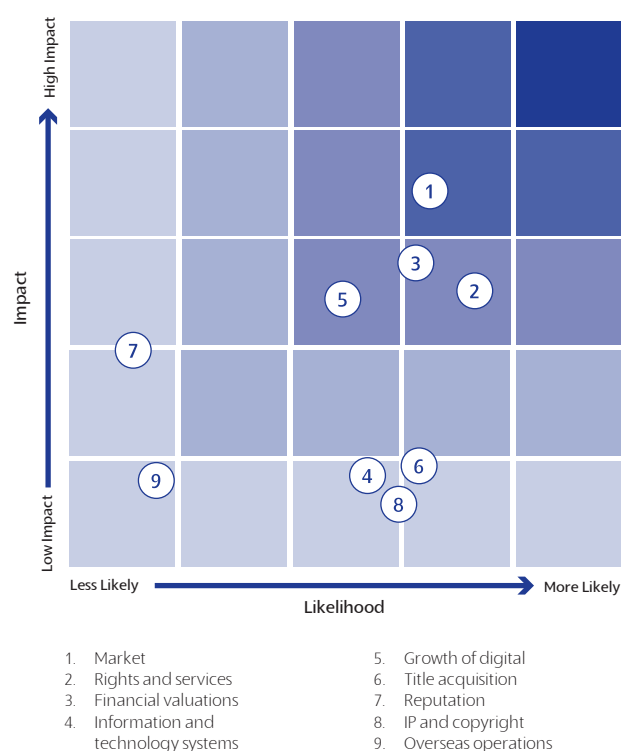 High Impact
1
3
2
5
Impact
7
9
4
6
8
Low Impact
Less Likely
More Likely
Likelihood
1. Market
2. Rights and services
3. Financial valuations
4. Information and
technology systems
5. Growth of digital
6. Title acquisition
7. Reputation
8. IP and copyright
9. Overseas operations